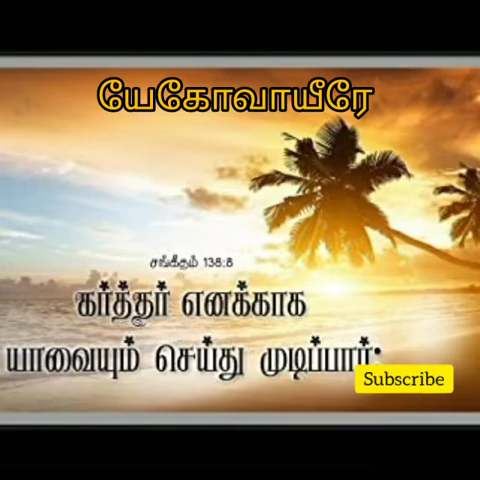 யேகோவாயீரே
சங்கீதம் 138:8
கர்த்தர் எனக்காக
யாவையும் செய்து முடிப்பார்.
Subscribe